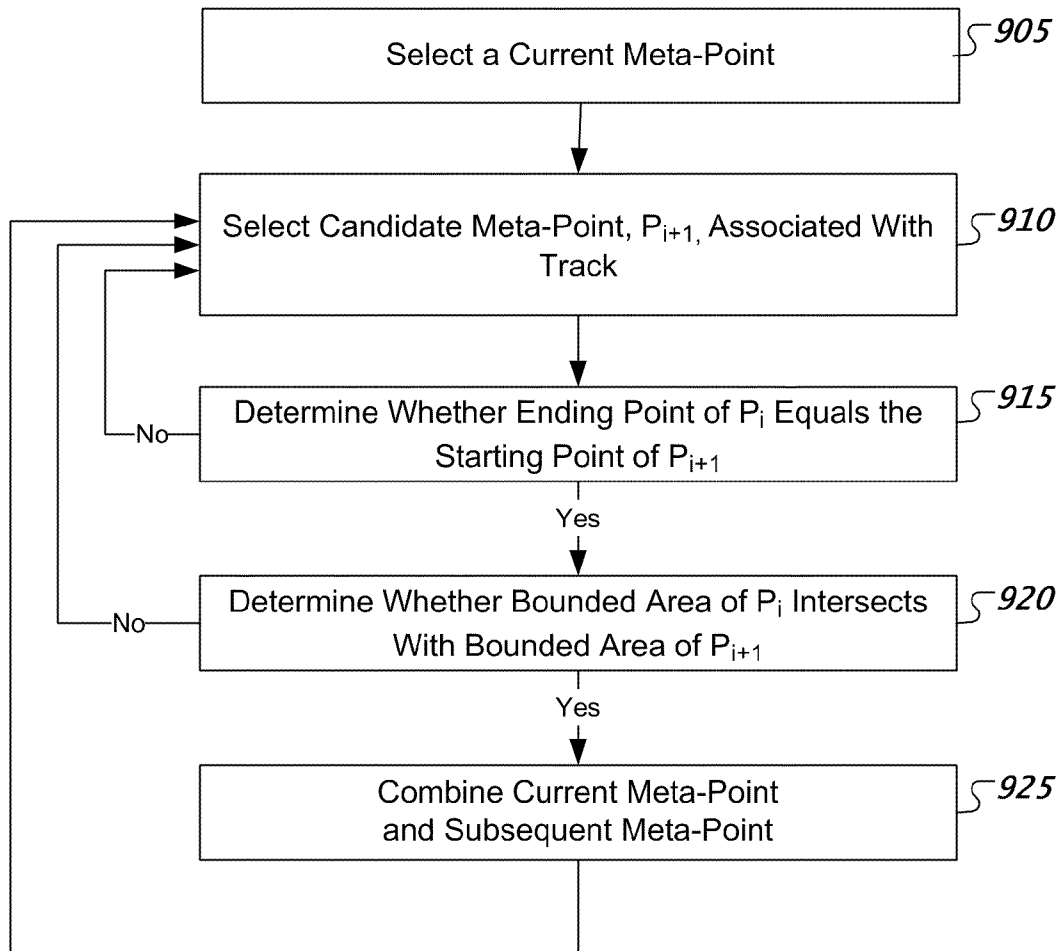 Select a Current Meta-Point
905
Select Candidate Meta-Point, Pi+1, Associated With
Track
910
Determine Whether Ending Point of Pi Equals the
Starting Point of Pi+1
915
No
Yes
Determine Whether Bounded Area of Pi Intersects
With Bounded Area of Pi+1
920
No
Yes
Combine Current Meta-Point
and Subsequent Meta-Point
925